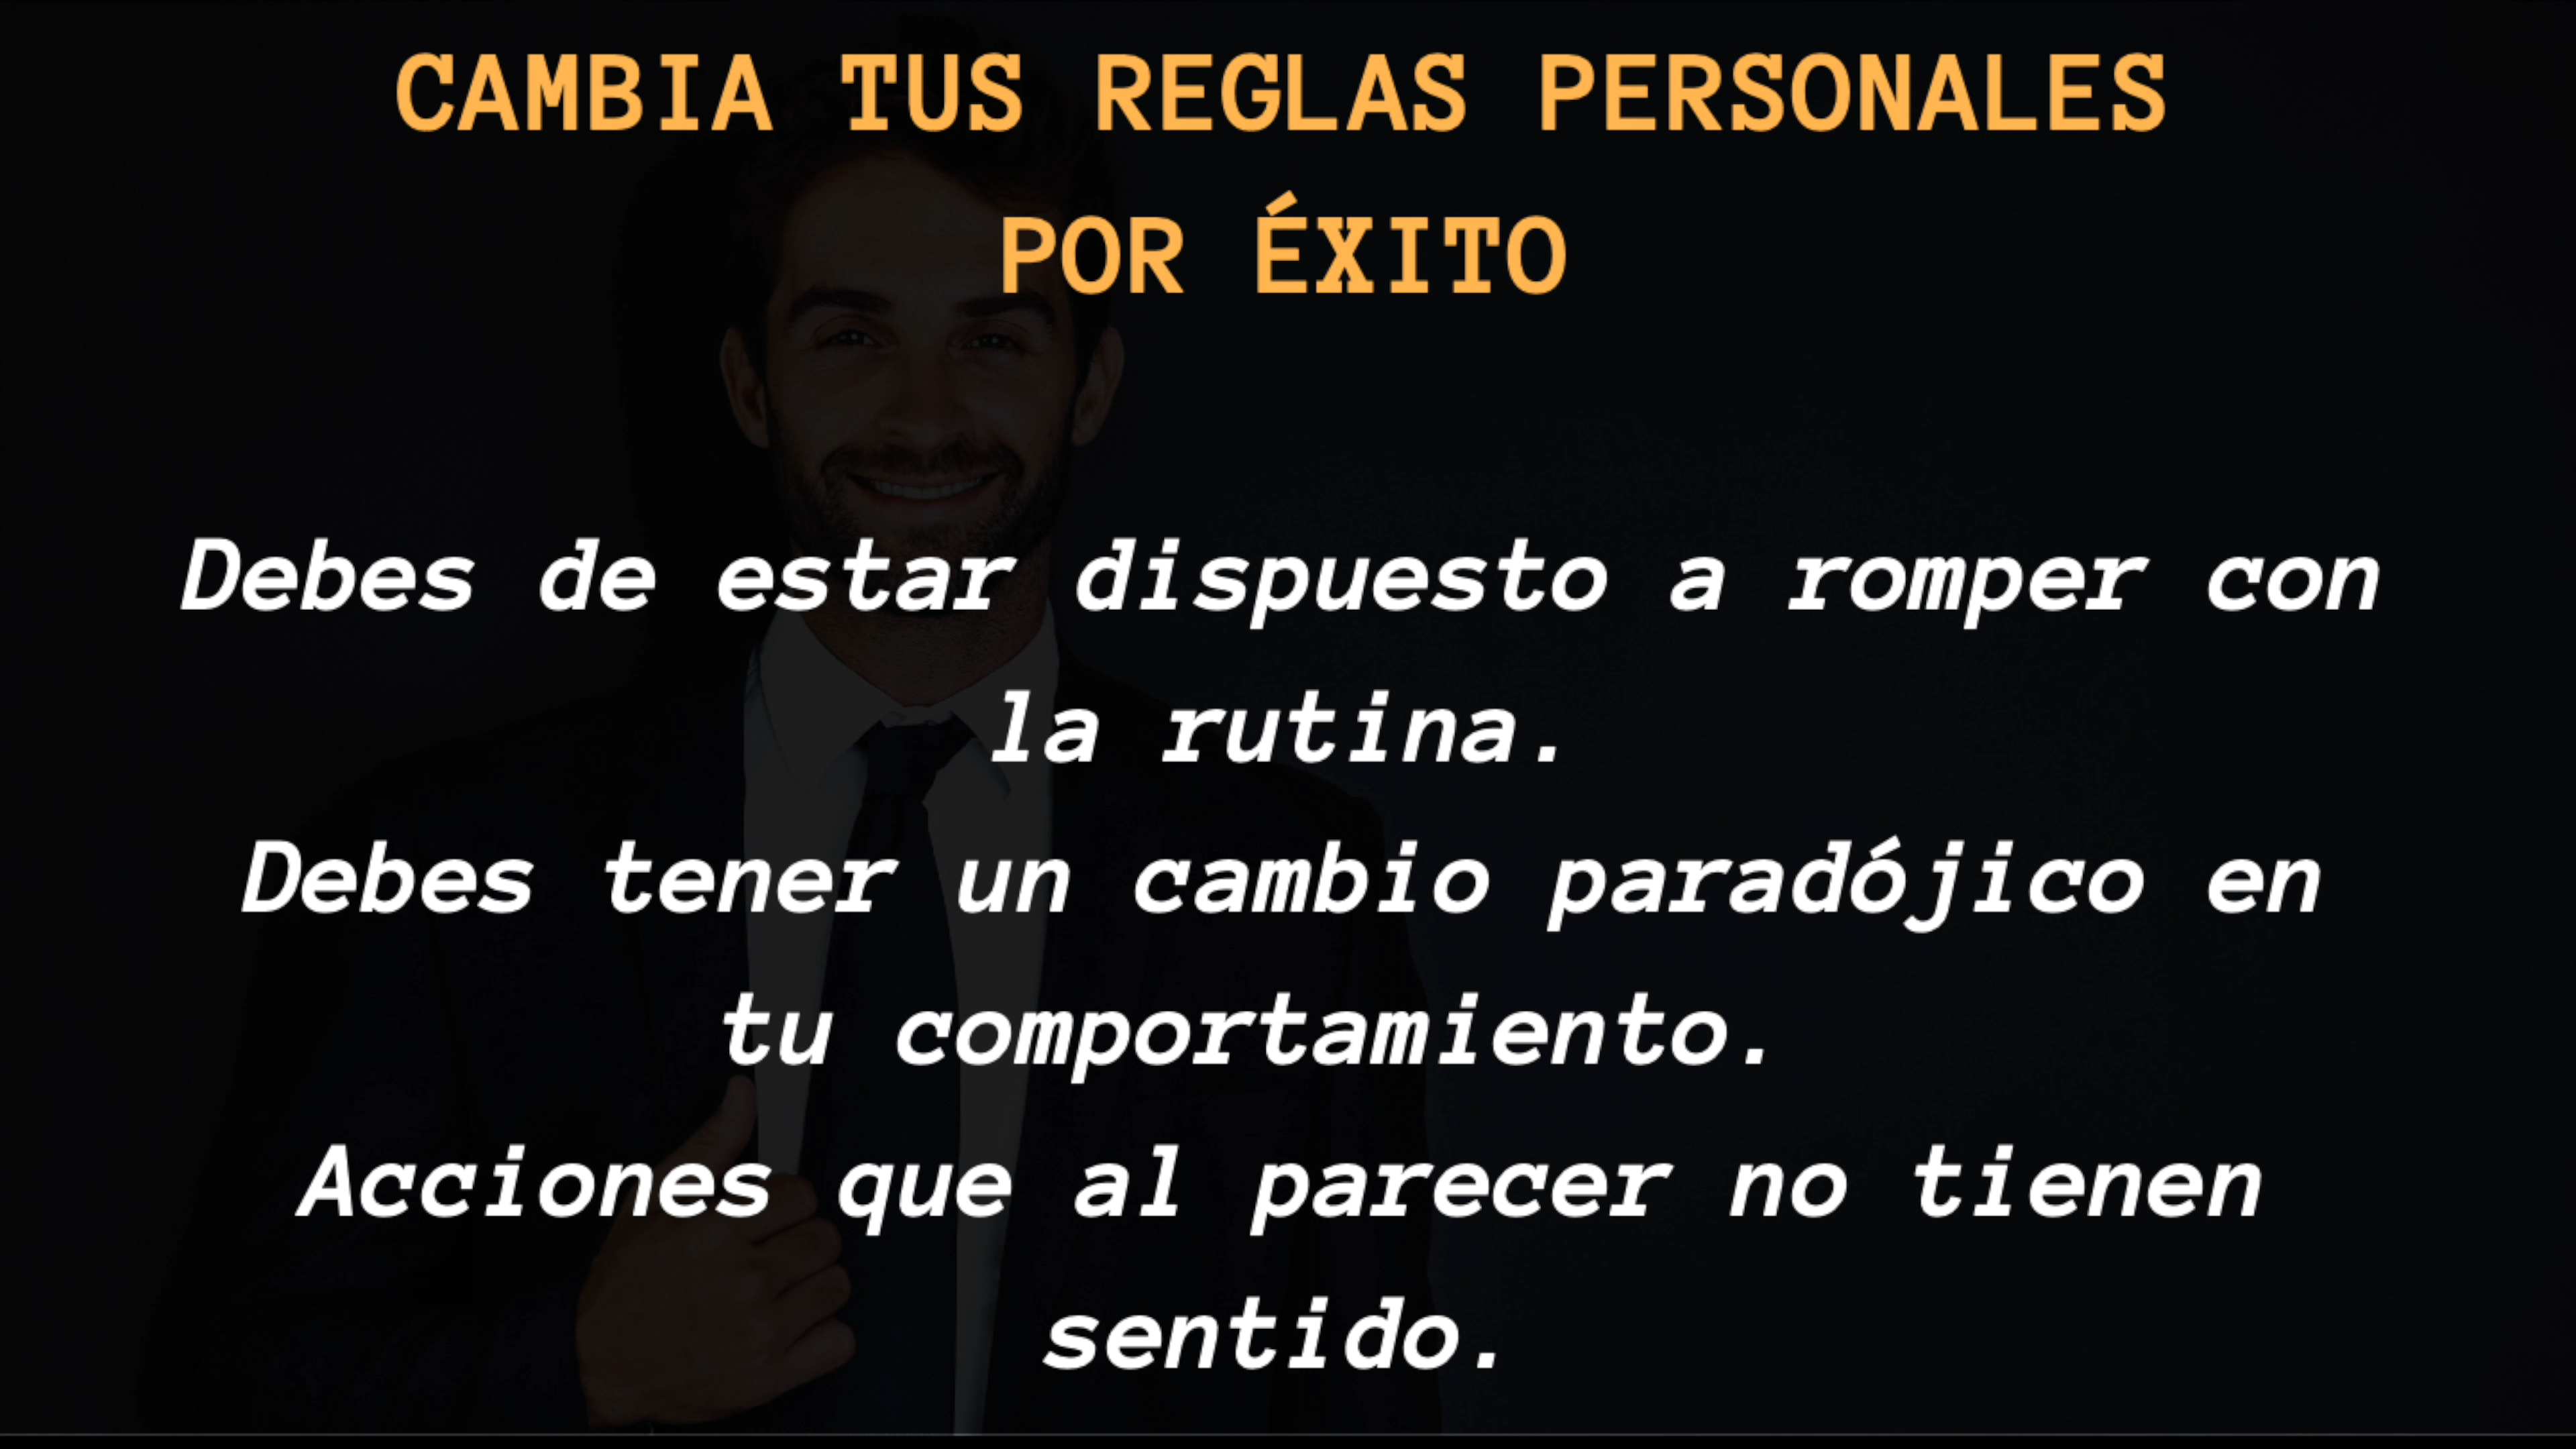 CAMBIA TUS REGLAS PERSONALES
POR ÉXITO
Debes de estar dispuesto a romper con
la rutina.
Debes tener un cambio paradójico en
tu comportamiento.
Acciones que al parecer no tienen
sentido.